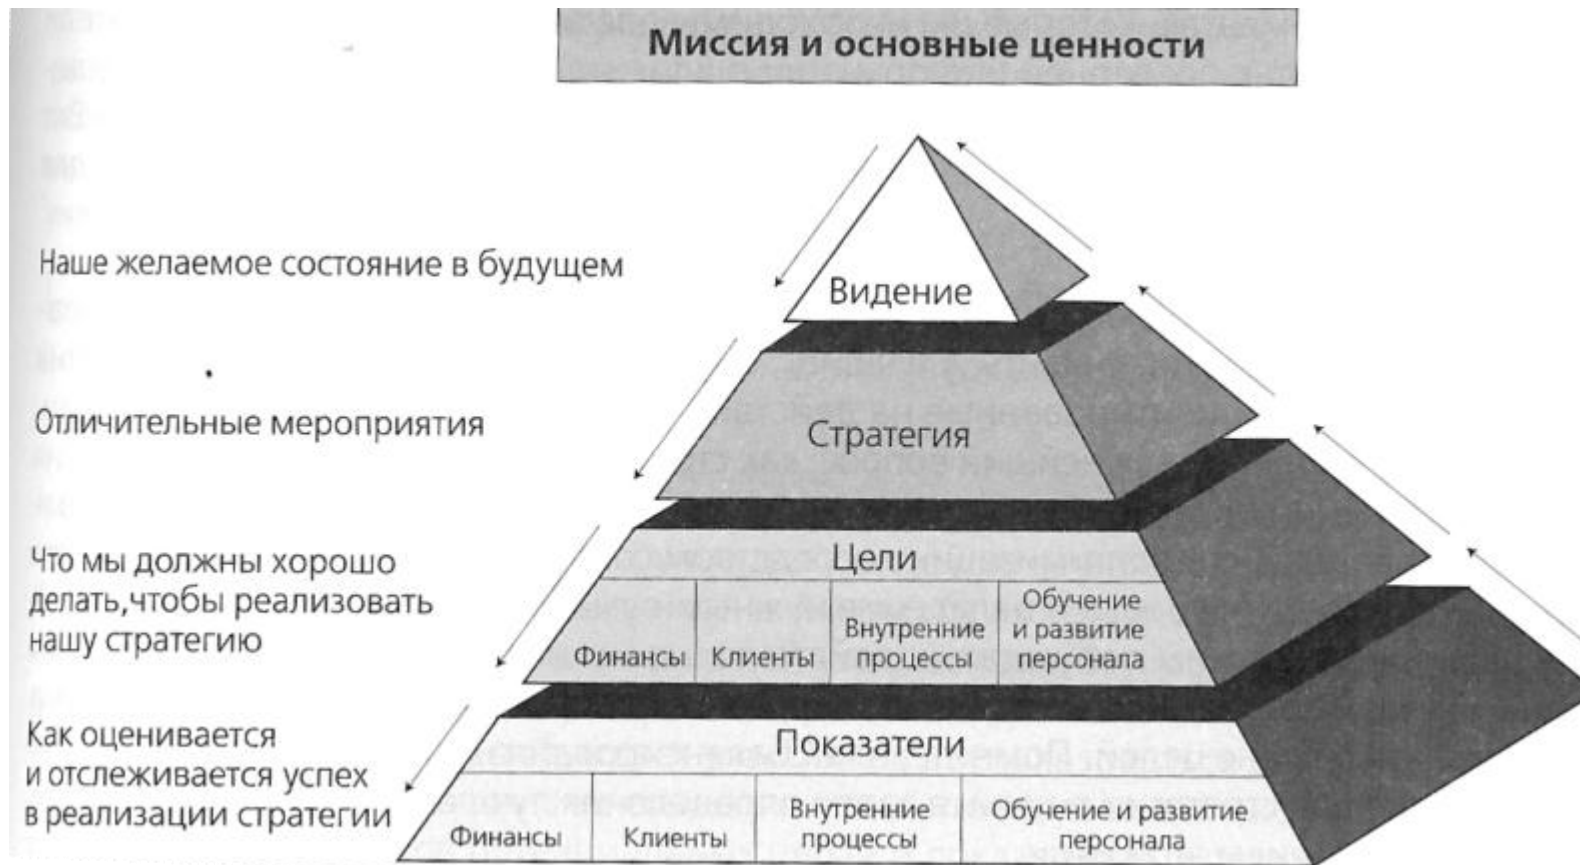 Миссия и основные ценности
Наше желаемое состояние в будущем
Видение
Отличительные мероприятия
Стратегия
Что мы должны хорошо
делать, чтобы реализовать
нашу стратегию
Цели
Финансы
Клиенты
Внутренние
процессы
Обучение
и развитие
персонала
Как оценивается
и отслеживается успех
в реализации стратегии
Показатели
Финансы
Клиенты
Внутренние
процессы
Обучение и развитие
персонала